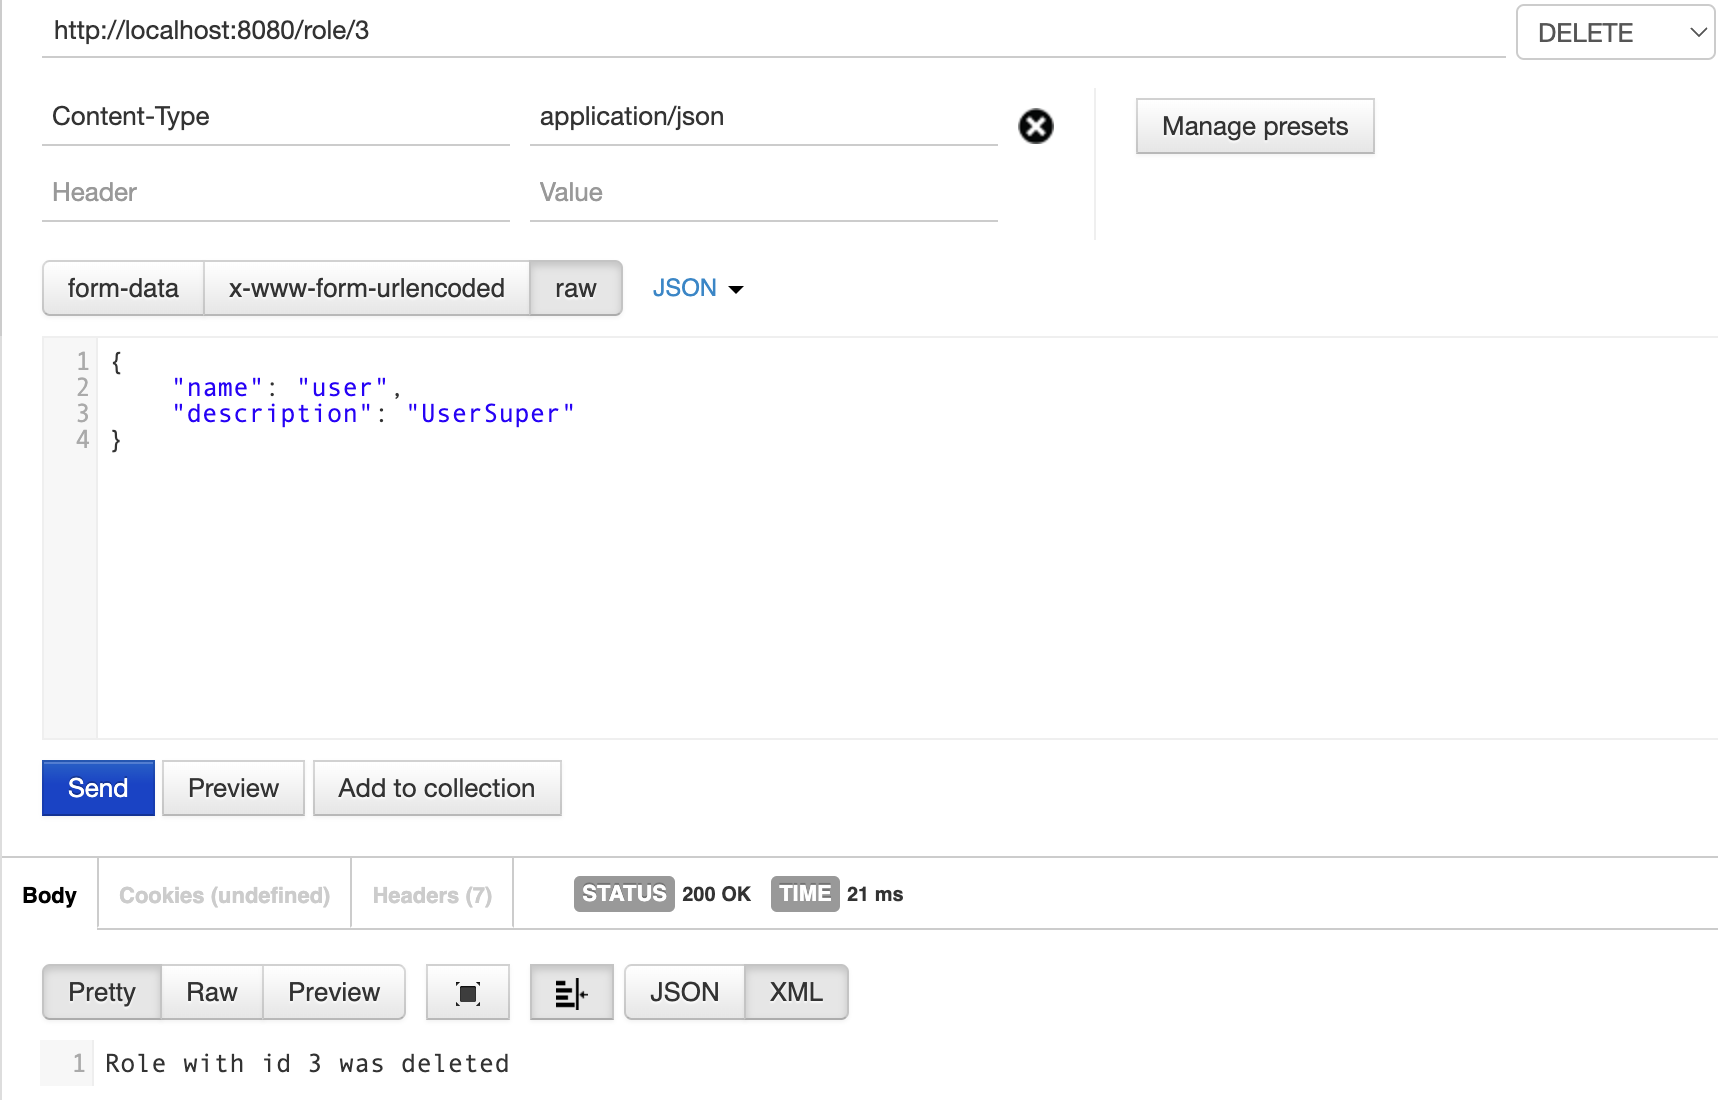 http://localhost:8080/role/3 DELETE
Content-Type application/json Manage presets
Header Value
form-data x-www-form-urlencoded raw JSON
1 {
2 "name": "user",
3 "description": "UserSuper"
4 }
Send Preview Add to collection
Body Cookies (undefined) Headers (7) STATUS 200 OK TIME 21 ms
Pretty Raw Preview JSON XML
1 Role with id 3 was deleted